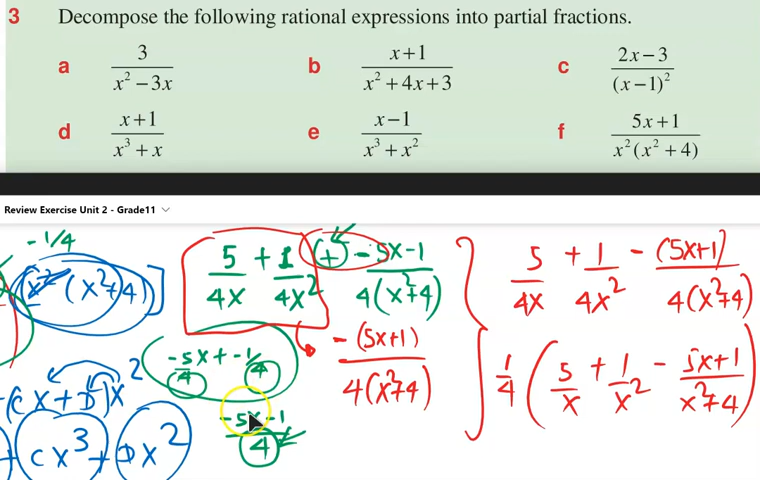 3 Decompose the following rational expressions into partial fractions.
a 3/(x² − 3x) b (x+1)/(x² + 4x + 3) c (2x − 3)/(x − 1)²
d (x+1)/(x³ + x) e (x − 1)/(x³ + x²) f (5x + 1)/(x²(x² + 4))
Review Exercise Unit 2 - Grade11
-1/4
(x²+4)]
5/4x + 1/4x² (+) (-5x-1)/4(x²+4)
5/4x + 1/4x² - (5x+1)/4(x²+4)
-5x/4 + -1/4
-(5x+1)/4(x²+4)
1/4 (5/x + 1/x² - (5x+1)/(x²+4))
-5x-1/4
(cx+D)x²
+ cx³ + Dx²